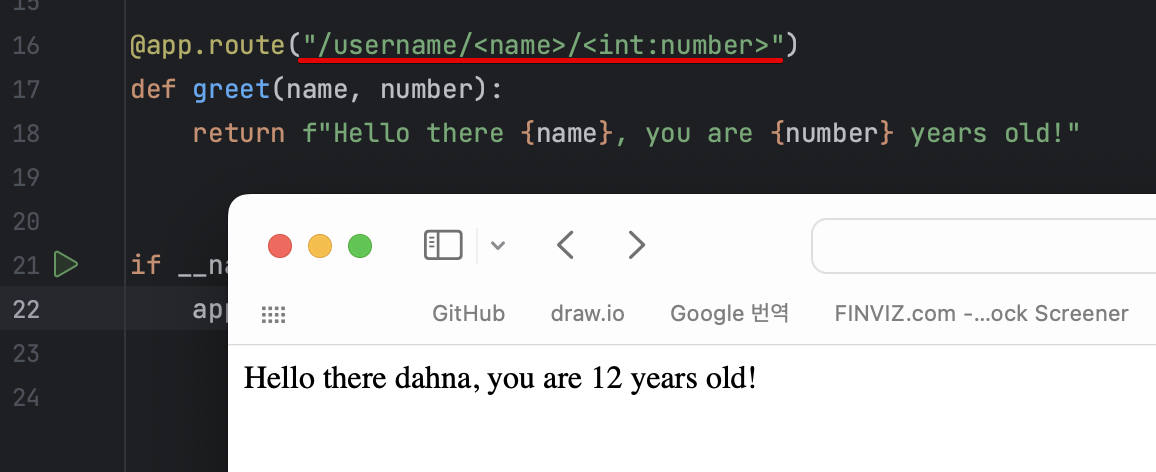 15
16 @app.route("/username/<name>/<int:number>")
17 def greet(name, number):
18 return f"Hello there {name}, you are {number} years old!"
19
20
21 if __na
22 app
23
24
GitHub draw.io Google 번역 FINVIZ.com -...ock Screener
Hello there dahna, you are 12 years old!